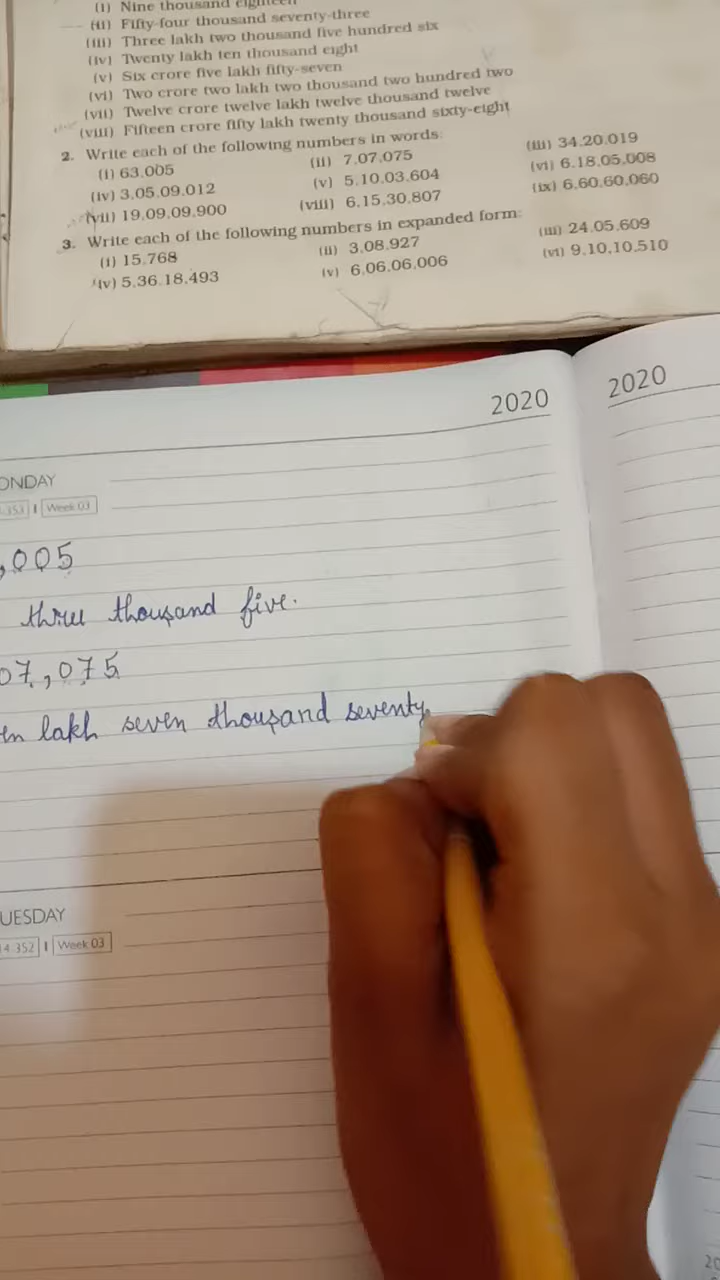 (i) Nine thousand eighteen
(ii) Fifty-four thousand seventy-three
(iii) Three lakh two thousand five hundred six
(iv) Twenty lakh ten thousand eight
(v) Six crore five lakh fifty-seven
(vi) Two crore two lakh two thousand two hundred two
(vii) Twelve crore twelve lakh twelve thousand twelve
(viii) Fifteen crore fifty lakh twenty thousand sixty-eight
2. Write each of the following numbers in words:
(i) 63,005 (ii) 7,07,075 (iii) 34,20,019
(iv) 3,05,09,012 (v) 5,10,03,604 (vi) 6,18,05,008
(vii) 19,09,09,900 (viii) 6,15,30,807 (ix) 6,60,60,060
3. Write each of the following numbers in expanded form:
(i) 15,768 (ii) 3,08,927 (iii) 24,05,609
(iv) 5,36,18,493 (v) 6,06,06,006 (vi) 9,10,10,510
2020 2020
ONDAY
353 Week 03
,005
three thousand five.
07,075
en lakh seven thousand seventy
UESDAY
14 352 Week 03